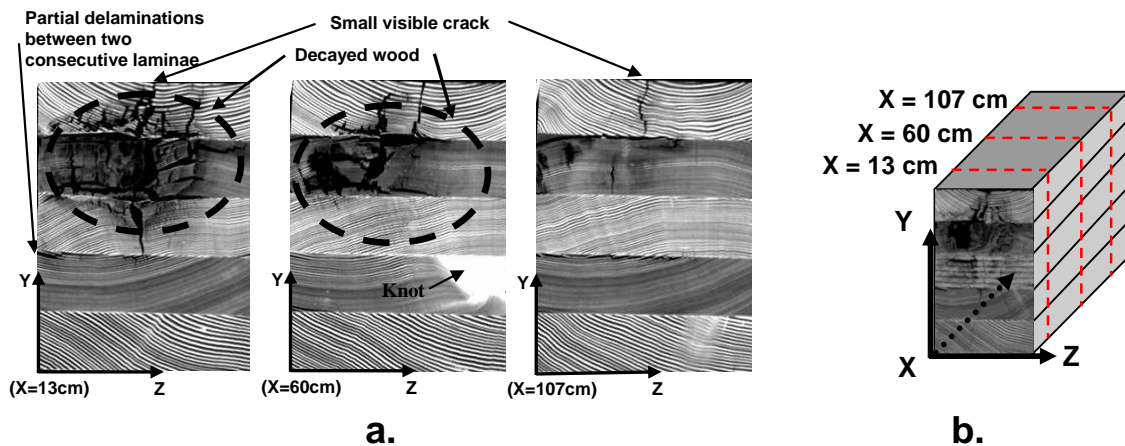 Partial delaminations
between two
consecutive laminae
Small visible crack
Decayed wood
Y
Z
(X=13cm)
Y
Knot
Z
(X=60cm)
Y
Z
(X=107cm)
a.
X = 107 cm
X = 60 cm
X = 13 cm
Y
X
Z
b.